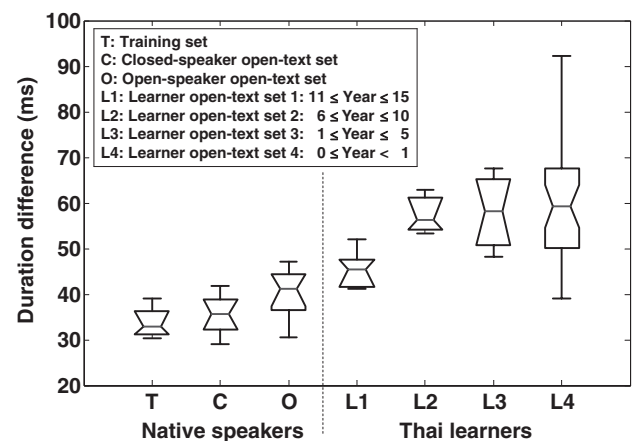 100
90
80
70
60
50
40
30
20
Duration difference (ms)
T: Training set
C: Closed-speaker open-text set
O: Open-speaker open-text set
L1: Learner open-text set 1: 11 ≤ Year ≤ 15
L2: Learner open-text set 2: 6 ≤ Year ≤ 10
L3: Learner open-text set 3: 1 ≤ Year ≤ 5
L4: Learner open-text set 4: 0 ≤ Year < 1
T C O L1 L2 L3 L4
Native speakers Thai learners